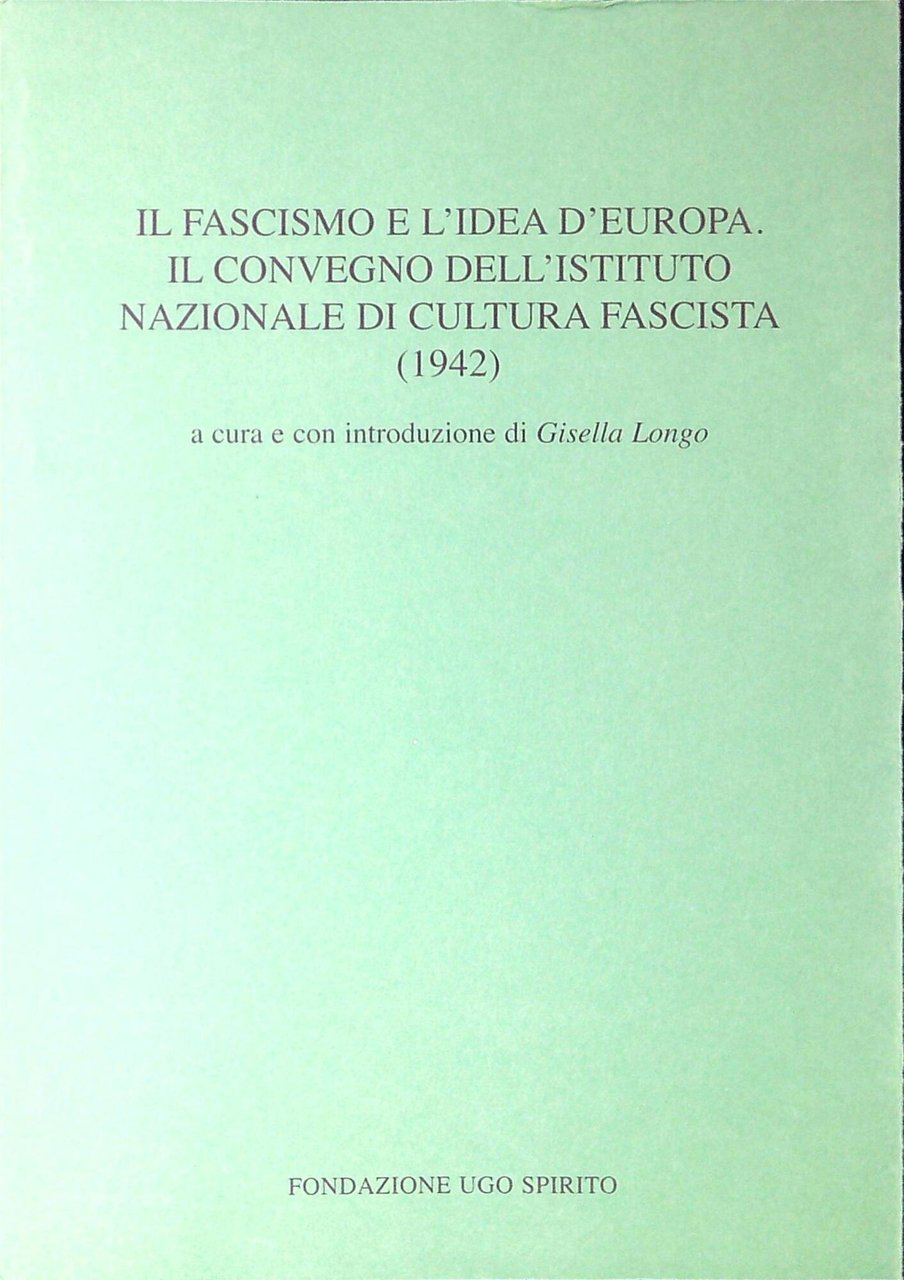 IL FASCISMO E L'IDEA D'EUROPA.
IL CONVEGNO DELL'ISTITUTO
NAZIONALE DI CULTURA FASCISTA
(1942)
a cura e con introduzione di Gisella Longo
FONDAZIONE UGO SPIRITO